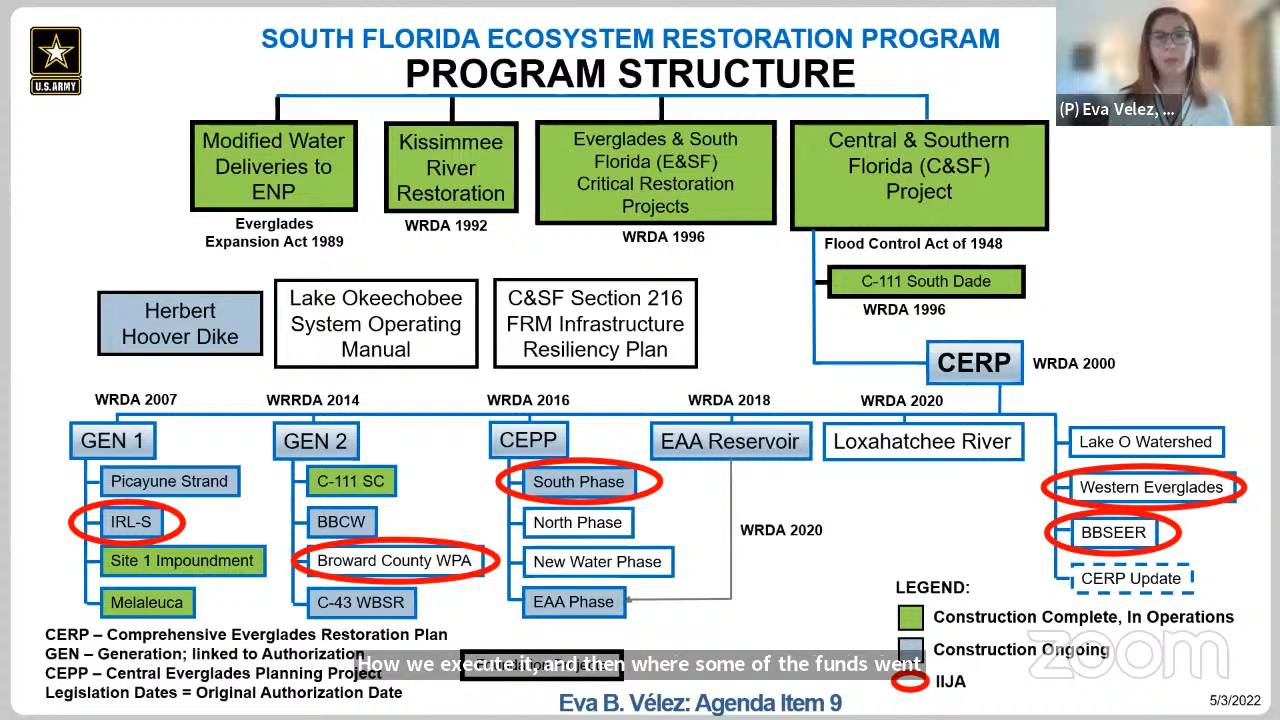 U.S. ARMY
SOUTH FLORIDA ECOSYSTEM RESTORATION PROGRAM
PROGRAM STRUCTURE
(P) Eva Velez, ...
Modified Water
Deliveries to
ENP
Everglades
Expansion Act 1989
Kissimmee
River
Restoration
WRDA 1992
Everglades & South
Florida (E&SF)
Critical Restoration
Projects
WRDA 1996
Central & Southern
Florida (C&SF)
Project
Flood Control Act of 1948
C-111 South Dade
WRDA 1996
Herbert
Hoover Dike
Lake Okeechobee
System Operating
Manual
C&SF Section 216
FRM Infrastructure
Resiliency Plan
CERP
WRDA 2000
WRDA 2007
GEN 1
Picayune Strand
IRL-S
Site 1 Impoundment
Melaleuca
WRRDA 2014
GEN 2
C-111 SC
BBCW
Broward County WPA
C-43 WBSR
WRDA 2016
CEPP
South Phase
North Phase
New Water Phase
EAA Phase
WRDA 2018
EAA Reservoir
WRDA 2020
WRDA 2020
Loxahatchee River
Lake O Watershed
Western Everglades
BBSEER
CERP Update
LEGEND:
Construction Complete, In Operations
Construction Ongoing
IIJA
CERP – Comprehensive Everglades Restoration Plan
GEN – Generation; linked to Authorization
CEPP – Central Everglades Planning Project
Legislation Dates = Original Authorization Date
How we execute it, and then where some of the funds went
Eva B. Vélez: Agenda Item 9
zoom
5/3/2022